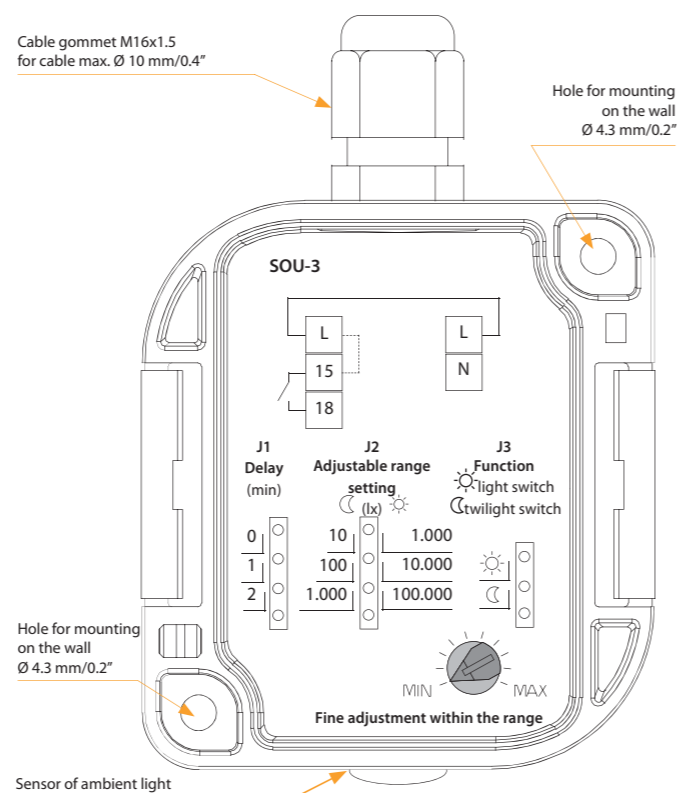 Cable gommet M16x1.5
for cable max. Ø 10 mm/0.4”
Hole for mounting
on the wall
Ø 4.3 mm/0.2”
SOU-3
L
15
18
L
N
J1
Delay
(min)
J2
Adjustable range
setting
(lx)
J3
Function
light switch
twilight switch
0
1
2
10 1.000
100 10.000
1.000 100.000
Hole for mounting
on the wall
Ø 4.3 mm/0.2”
MIN MAX
Fine adjustment within the range
Sensor of ambient light